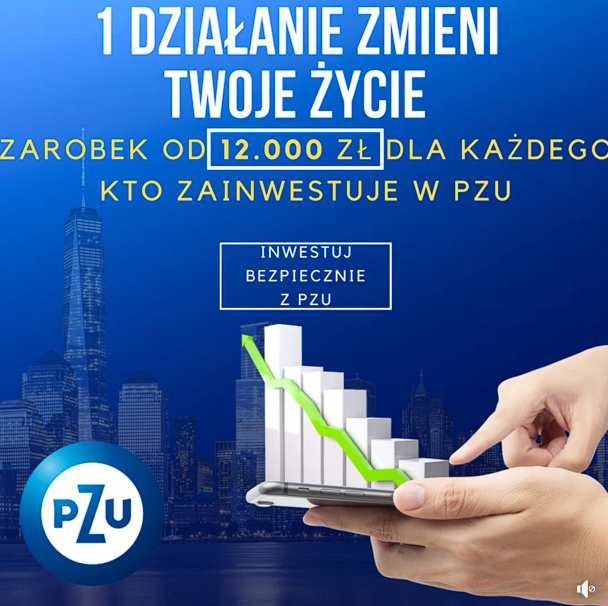 1 DZIAŁANIE ZMIENI
TWOJE ŻYCIE
ZAROBEK OD 12.000 ZŁ DLA KAŻDEGO
KTO ZAINWESTUJE W PZU
INWESTUJ
BEZPIECZNIE
Z PZU
PZU